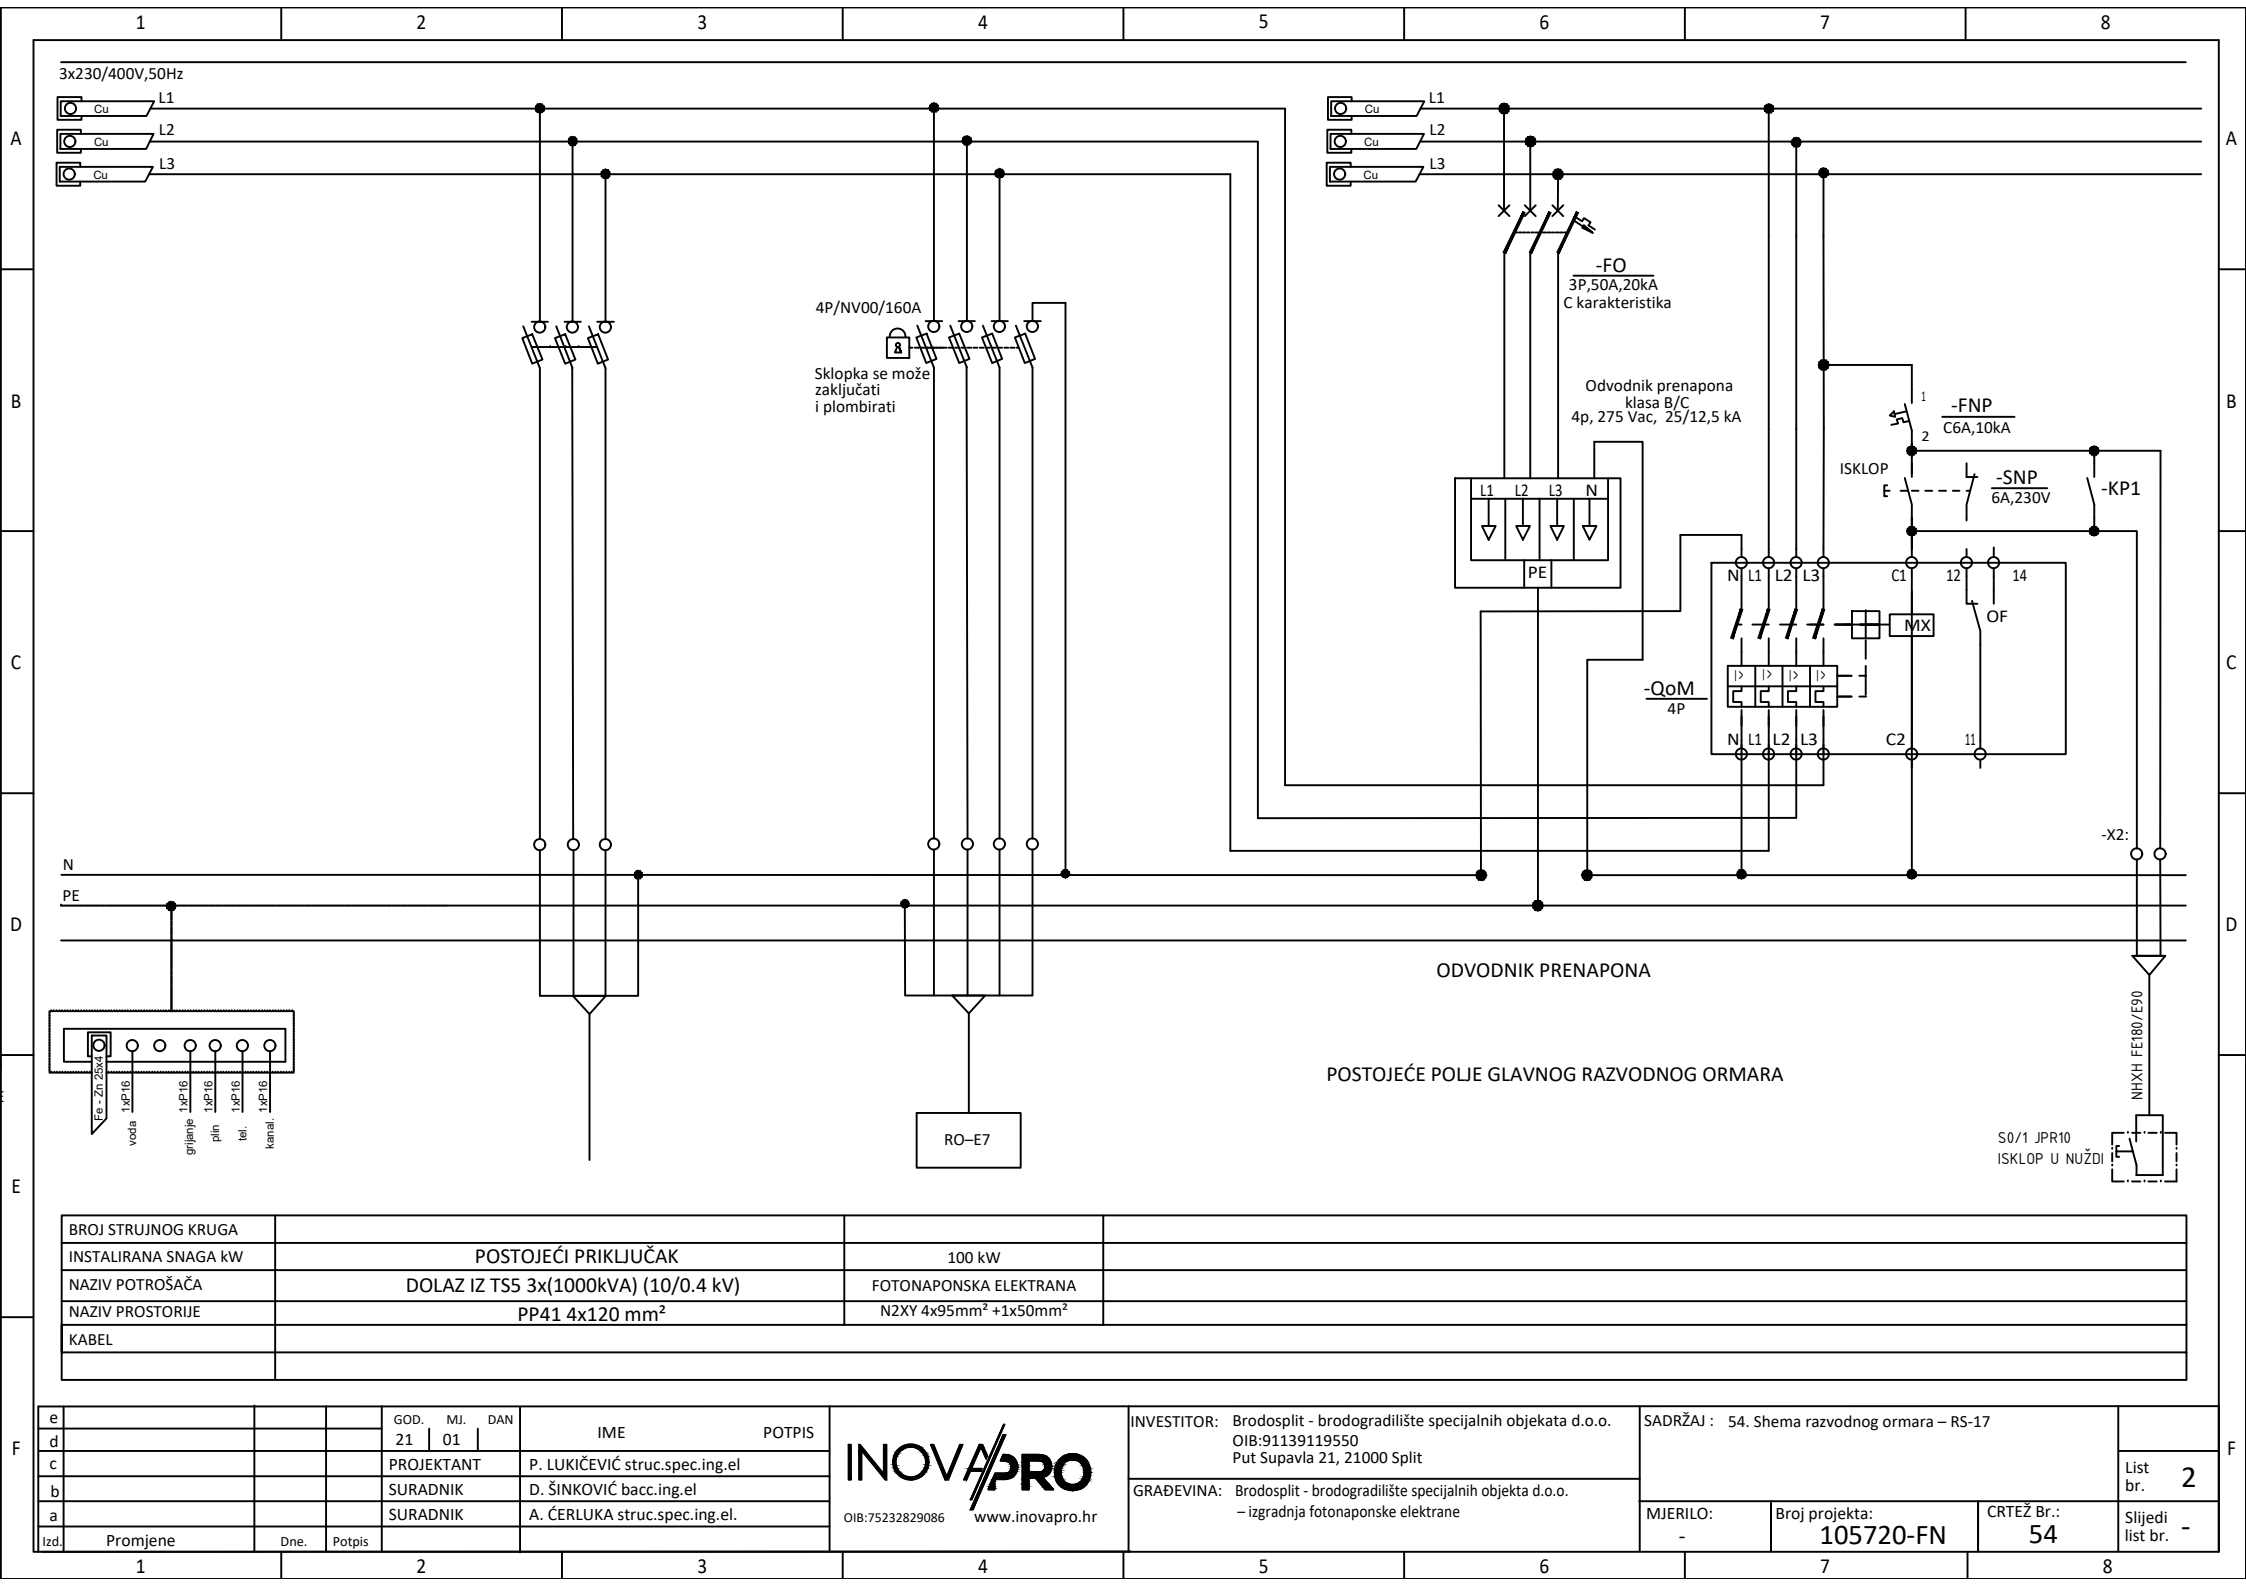 1 2 3 4 5 6 7 8
A A
B B
C C
D D
E
F F
3x230/400V,50Hz
Cu L1
Cu L2
Cu L3
Cu L1
Cu L2
Cu L3
-FO
3P,50A,20kA
C karakteristika
4P/NV00/160A
Sklopka se može
zaključati
i plombirati
Odvodnik prenapona
klasa B/C
4p, 275 Vac, 25/12,5 kA
L1 L2 L3 N
PE
1
-FNP
C6A,10kA
2
ISKLOP
-SNP
6A,230V
-KP1
N L1 L2 L3 C1 12 14
OF
MX
I> I> I> I>
-QoM
4P
N L1 L2 L3 C2 11
-X2:
N
PE
ODVODNIK PRENAPONA
POSTOJEĆE POLJE GLAVNOG RAZVODNOG ORMARA
NHXH FE180/E90
S0/1 JPR10
ISKLOP U NUŽDI
Fe - Zn 25x4
1xP16 voda
1xP16 grijanje
1xP16 plin
1xP16 tel.
1xP16 kanal.
RO–E7
BROJ STRUJNOG KRUGA
INSTALIRANA SNAGA kW POSTOJEĆI PRIKLJUČAK 100 kW
NAZIV POTROŠAČA DOLAZ IZ TS5 3x(1000kVA) (10/0.4 kV) FOTONAPONSKA ELEKTRANA
NAZIV PROSTORIJE PP41 4x120 mm² N2XY 4x95mm² +1x50mm²
KABEL
e
d
c
b
a
Izd. Promjene Dne. Potpis
GOD. MJ. DAN
21 01
IME POTPIS
PROJEKTANT P. LUKIČEVIĆ struc.spec.ing.el
SURADNIK D. ŠINKOVIĆ bacc.ing.el
SURADNIK A. ĆERLUKA struc.spec.ing.el.
INOVAPRO
OIB:75232829086 www.inovapro.hr
INVESTITOR: Brodosplit - brodogradilište specijalnih objekata d.o.o.
OIB:91139119550
Put Supavla 21, 21000 Split
GRAĐEVINA: Brodosplit - brodogradilište specijalnih objekta d.o.o.
– izgradnja fotonaponske elektrane
SADRŽAJ : 54. Shema razvodnog ormara – RS-17
MJERILO:
-
Broj projekta:
105720-FN
CRTEŽ Br.:
54
List
br. 2
Slijedi
list br. -
1 2 3 4 5 6 7 8